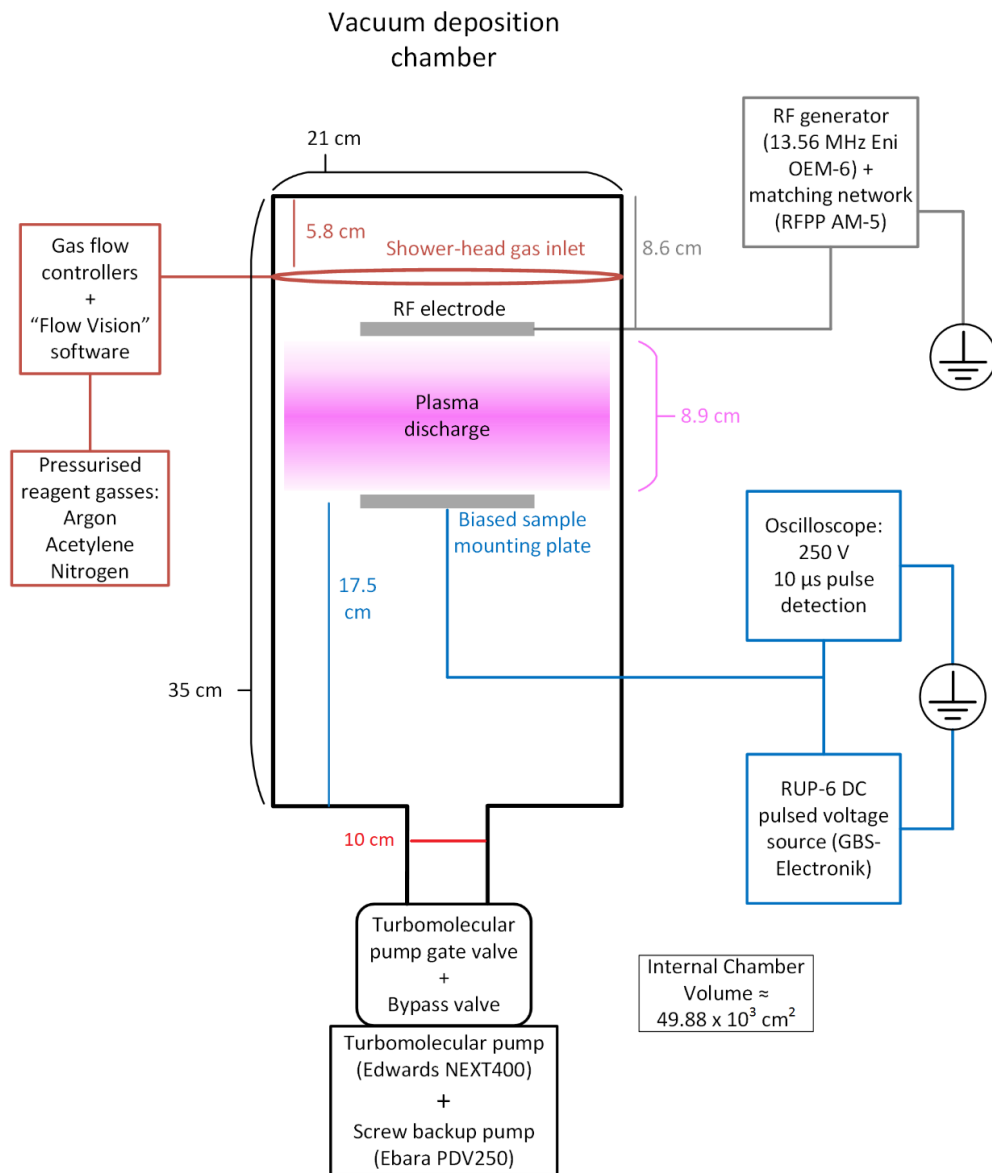 Vacuum deposition
chamber
21 cm
RF generator
(13.56 MHz Eni
OEM-6) +
matching network
(RFPP AM-5)
5.8 cm
Shower-head gas inlet
8.6 cm
Gas flow
controllers
+
“Flow Vision”
software
RF electrode
Plasma
discharge
8.9 cm
Pressurised
reagent gasses:
Argon
Acetylene
Nitrogen
Biased sample
mounting plate
Oscilloscope:
250 V
10 µs pulse
detection
17.5
cm
35 cm
RUP-6 DC
pulsed voltage
source (GBS-
Electronik)
10 cm
Turbomolecular
pump gate valve
+
Bypass valve
Internal Chamber
Volume ≈
49.88 x 10³ cm²
Turbomolecular pump
(Edwards NEXT400)
+
Screw backup pump
(Ebara PDV250)